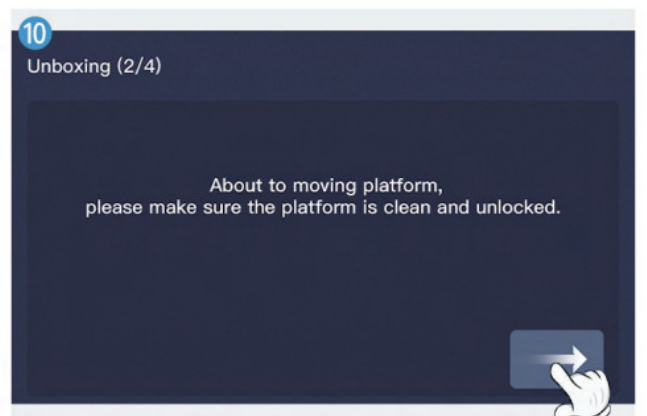 10
Unboxing (2/4)
About to moving platform,
please make sure the platform is clean and unlocked.